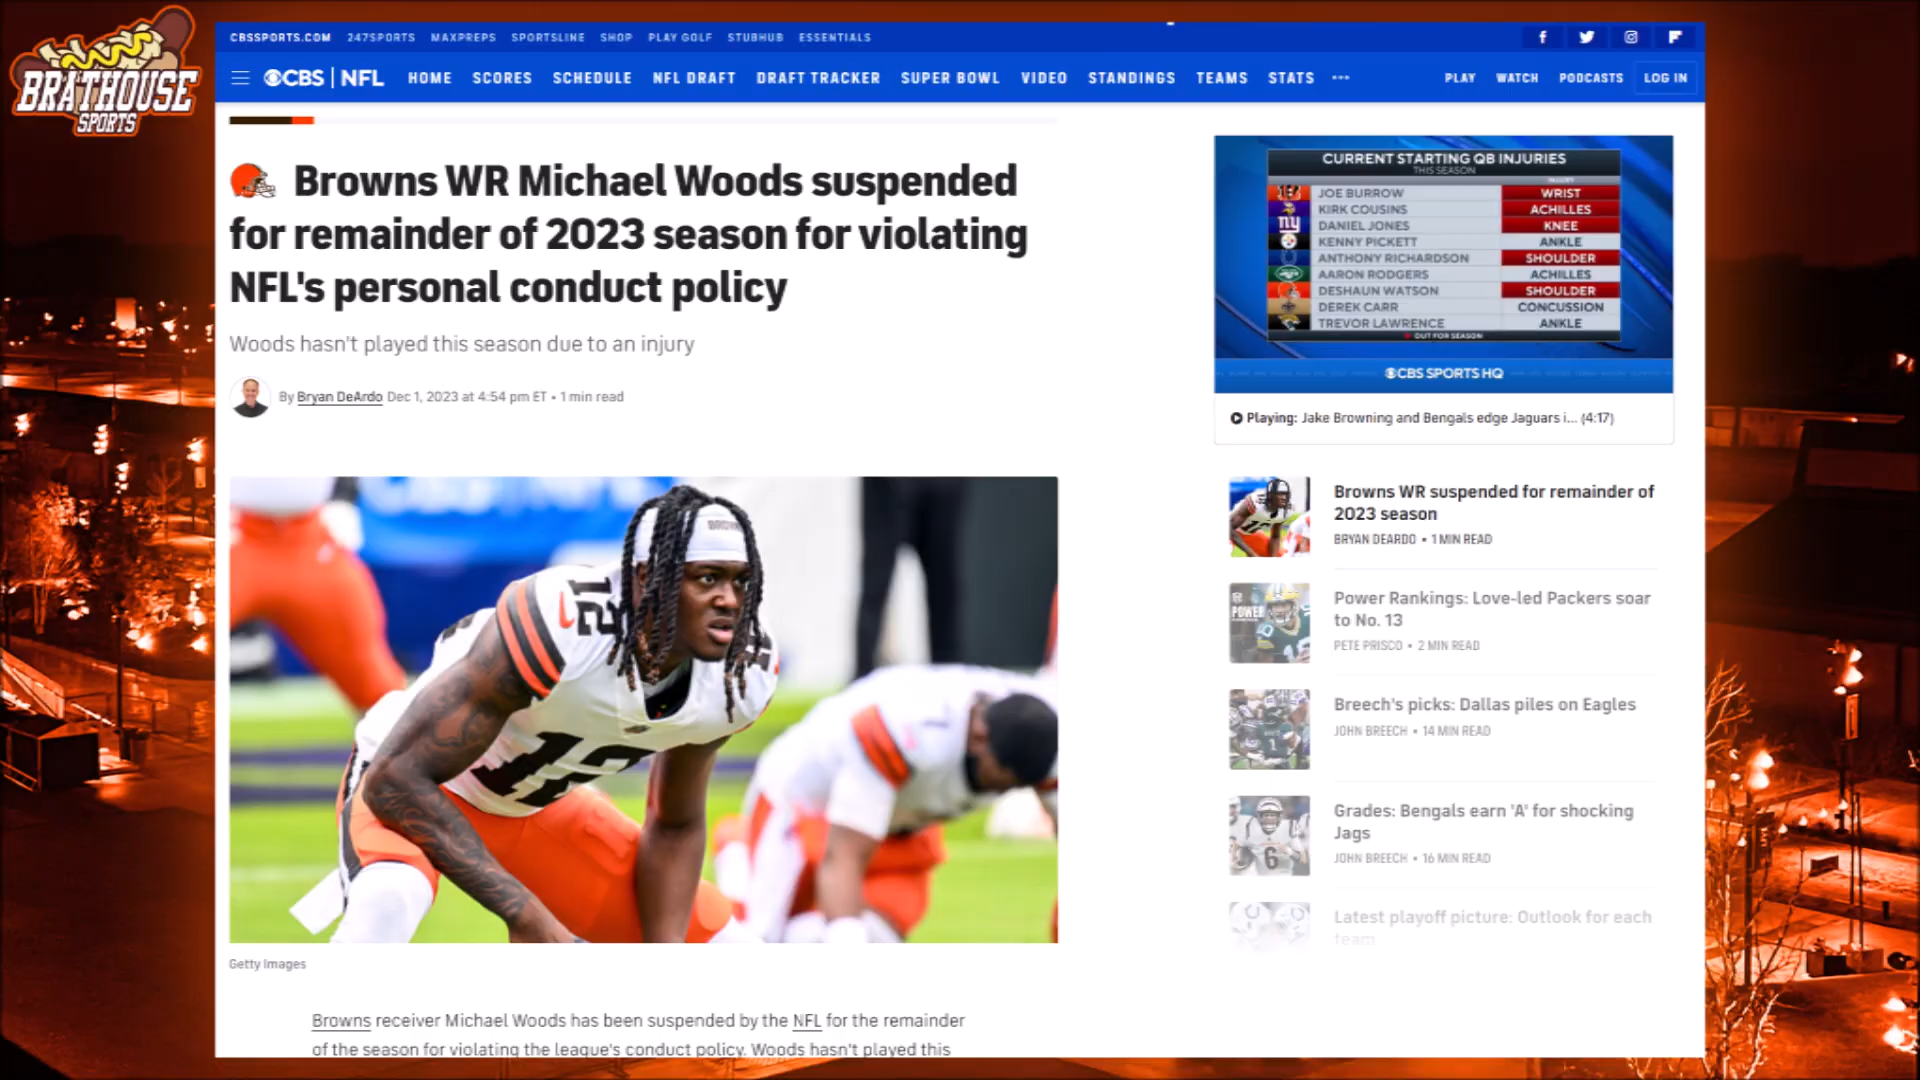 BRATHOUSE
SPORTS
CBSSPORTS.COM 247SPORTS MAXPREPS SPORTSLINE SHOP PLAY GOLF STUBHUB ESSENTIALS
CBS | NFL HOME SCORES SCHEDULE NFL DRAFT DRAFT TRACKER SUPER BOWL VIDEO STANDINGS TEAMS STATS ••• PLAY WATCH PODCASTS LOG IN
Browns WR Michael Woods suspended
for remainder of 2023 season for violating
NFL's personal conduct policy
Woods hasn't played this season due to an injury
By Bryan DeArdo Dec 1, 2023 at 4:54 pm ET • 1 min read
BROWN
12
12
Getty Images
Browns receiver Michael Woods has been suspended by the NFL for the remainder
of the season for violating the league's conduct policy. Woods hasn't played this
CURRENT STARTING QB INJURIES
THIS SEASON
INJURY
JOE BURROW WRIST
KIRK COUSINS ACHILLES
ny DANIEL JONES KNEE
KENNY PICKETT ANKLE
ANTHONY RICHARDSON SHOULDER
AARON RODGERS ACHILLES
DESHAUN WATSON SHOULDER
DEREK CARR CONCUSSION
TREVOR LAWRENCE ANKLE
OUT FOR SEASON
CBS SPORTS HQ
Playing: Jake Browning and Bengals edge Jaguars i... (4:17)
Browns WR suspended for remainder of
2023 season
BRYAN DEARDO • 1 MIN READ
POWER
Power Rankings: Love-led Packers soar
to No. 13
PETE PRISCO • 2 MIN READ
1
Breech's picks: Dallas piles on Eagles
JOHN BREECH • 14 MIN READ
6
Grades: Bengals earn 'A' for shocking
Jags
JOHN BREECH • 16 MIN READ
Latest playoff picture: Outlook for each
team